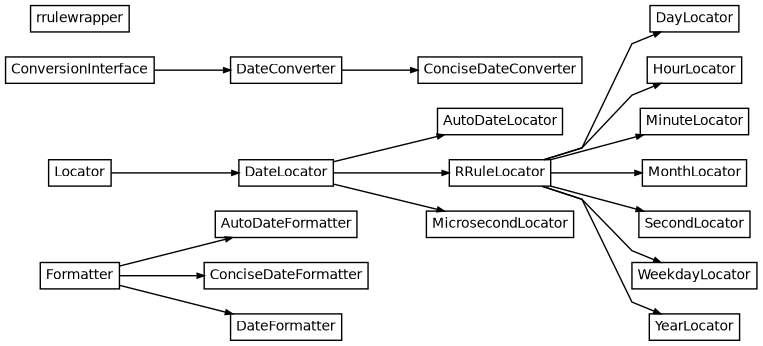 rrulewrapper
DayLocator
ConversionInterface
DateConverter
ConciseDateConverter
HourLocator
AutoDateLocator
MinuteLocator
Locator
DateLocator
RRuleLocator
MonthLocator
AutoDateFormatter
MicrosecondLocator
SecondLocator
Formatter
ConciseDateFormatter
WeekdayLocator
DateFormatter
YearLocator